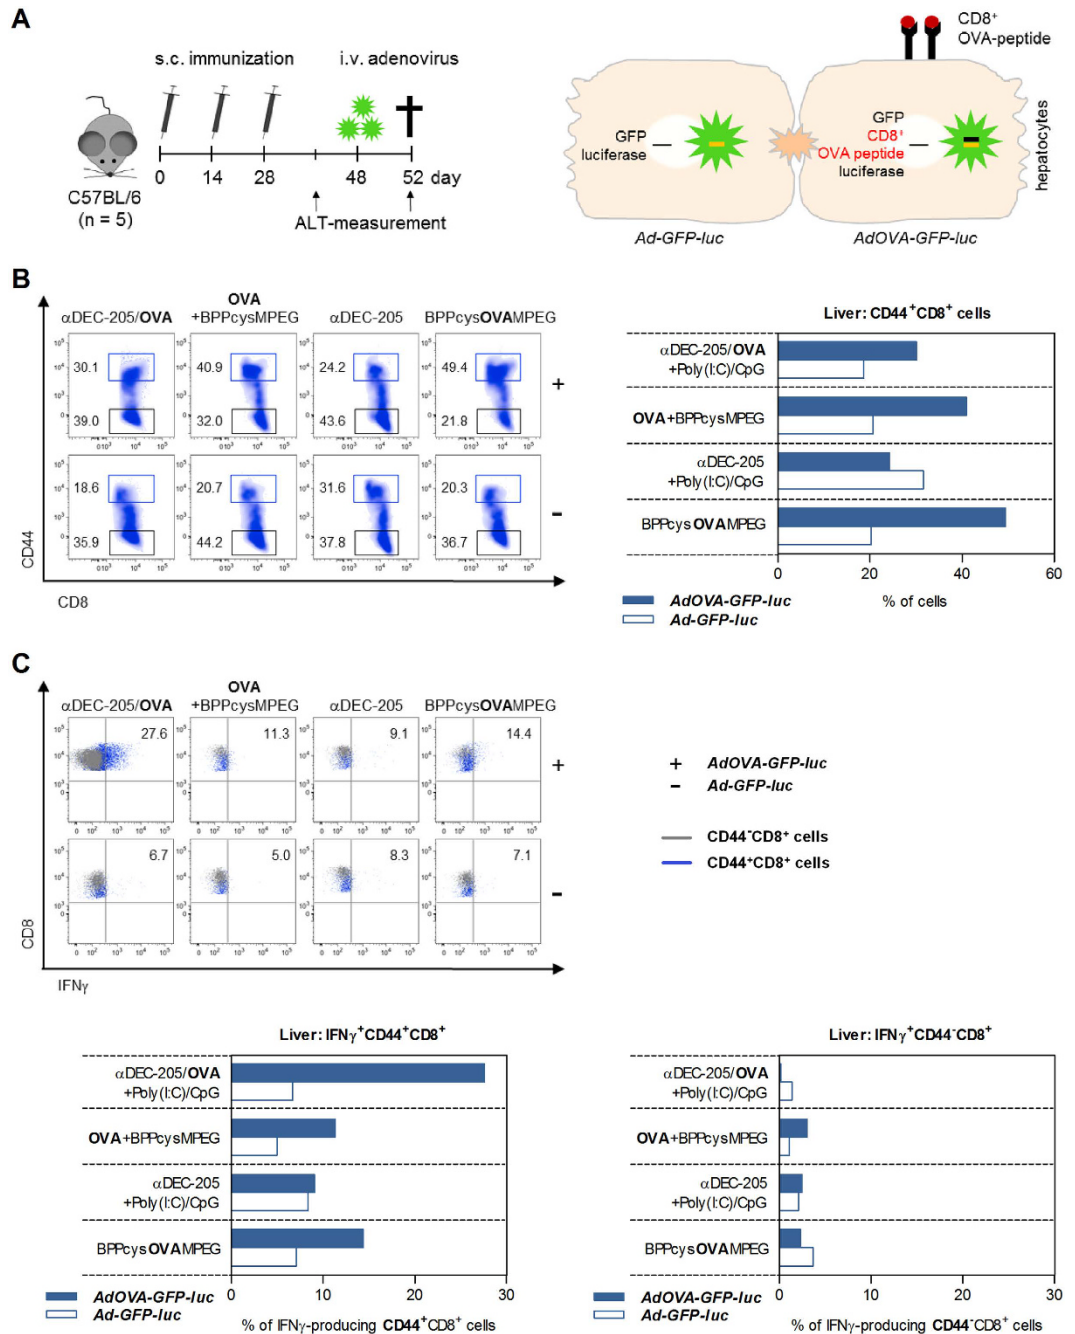 A
s.c. immunization
i.v. adenovirus
0 14 28 48 52 day
C57BL/6
(n = 5)
ALT-measurement
CD8⁺
OVA-peptide
GFP
luciferase
GFP
CD8⁺
OVA peptide
luciferase
hepatocytes
Ad-GFP-luc
AdOVA-GFP-luc
B
αDEC-205/OVA
OVA
+BPPcysMPEG
αDEC-205
BPPcysOVAMPEG
30.1 40.9 24.2 49.4 +
39.0 32.0 43.6 21.8
18.6 20.7 31.6 20.3 -
35.9 44.2 37.8 36.7
CD44
CD8
Liver: CD44⁺CD8⁺ cells
αDEC-205/OVA
+Poly(I:C)/CpG
OVA+BPPcysMPEG
αDEC-205
+Poly(I:C)/CpG
BPPcysOVAMPEG
0 20 40 60
% of cells
AdOVA-GFP-luc
Ad-GFP-luc
C
αDEC-205/OVA
OVA
+BPPcysMPEG
αDEC-205
BPPcysOVAMPEG
27.6 11.3 9.1 14.4 +
6.7 5.0 8.3 7.1 -
CD8
IFNγ
+ AdOVA-GFP-luc
- Ad-GFP-luc
CD44⁻CD8⁺ cells
CD44⁺CD8⁺ cells
Liver: IFNγ⁺CD44⁺CD8⁺
αDEC-205/OVA
+Poly(I:C)/CpG
OVA+BPPcysMPEG
αDEC-205
+Poly(I:C)/CpG
BPPcysOVAMPEG
0 10 20 30
AdOVA-GFP-luc
Ad-GFP-luc
% of IFNγ-producing CD44⁺CD8⁺ cells
Liver: IFNγ⁺CD44⁻CD8⁺
αDEC-205/OVA
+Poly(I:C)/CpG
OVA+BPPcysMPEG
αDEC-205
+Poly(I:C)/CpG
BPPcysOVAMPEG
0 10 20 30
AdOVA-GFP-luc
Ad-GFP-luc
% of IFNγ-producing CD44⁻CD8⁺ cells